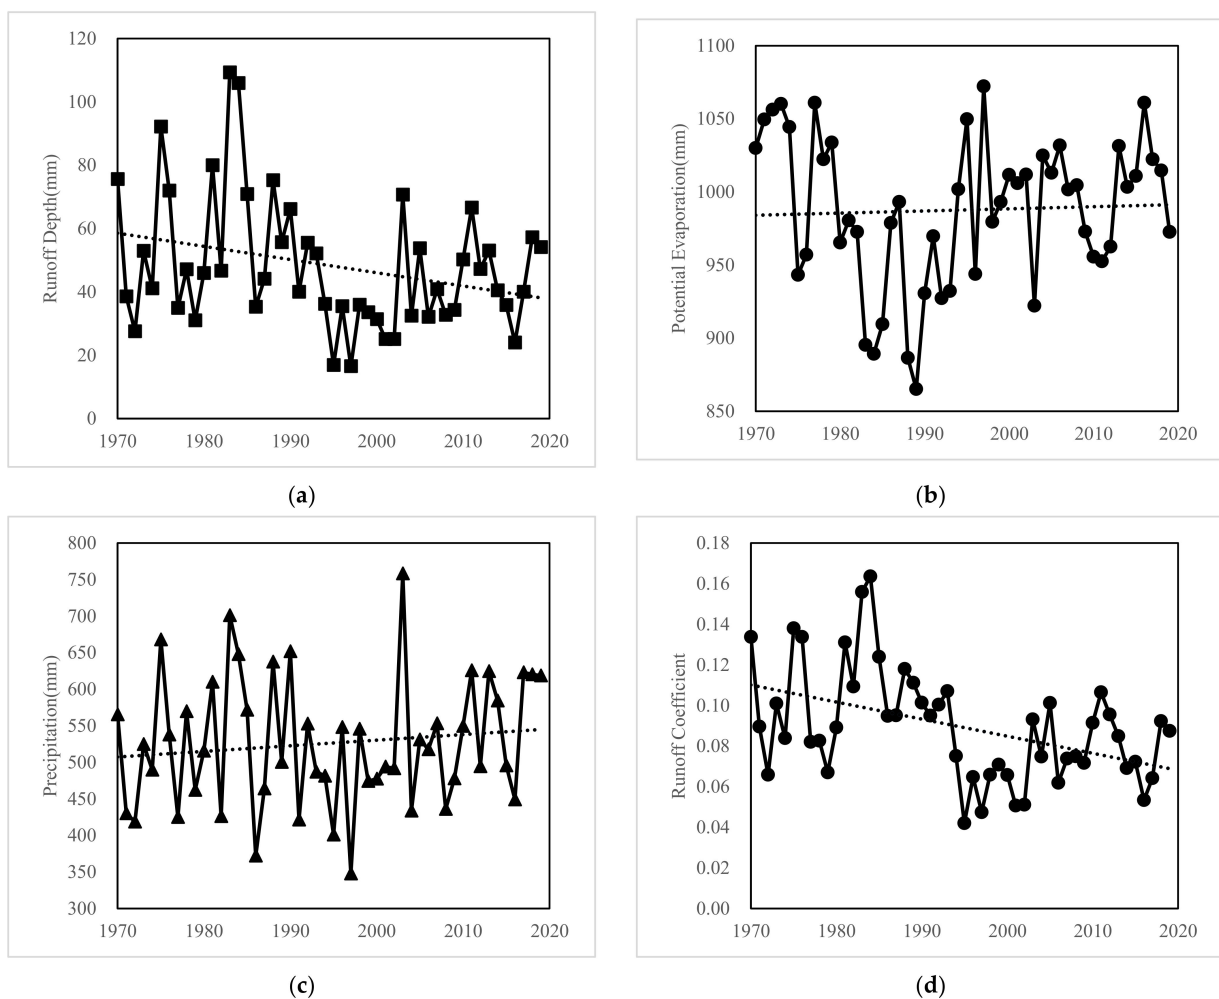 120
100
80
60
40
20
0
Runoff Depth(mm)
1970 1980 1990 2000 2010 2020
(a)
1100
1050
1000
950
900
850
Potential Evaporation(mm)
1970 1980 1990 2000 2010 2020
(b)
800
750
700
650
600
550
500
450
400
350
300
Precipitation(mm)
1970 1980 1990 2000 2010 2020
(c)
0.18
0.16
0.14
0.12
0.10
0.08
0.06
0.04
0.02
0.00
Runoff Coefficient
1970 1980 1990 2000 2010 2020
(d)